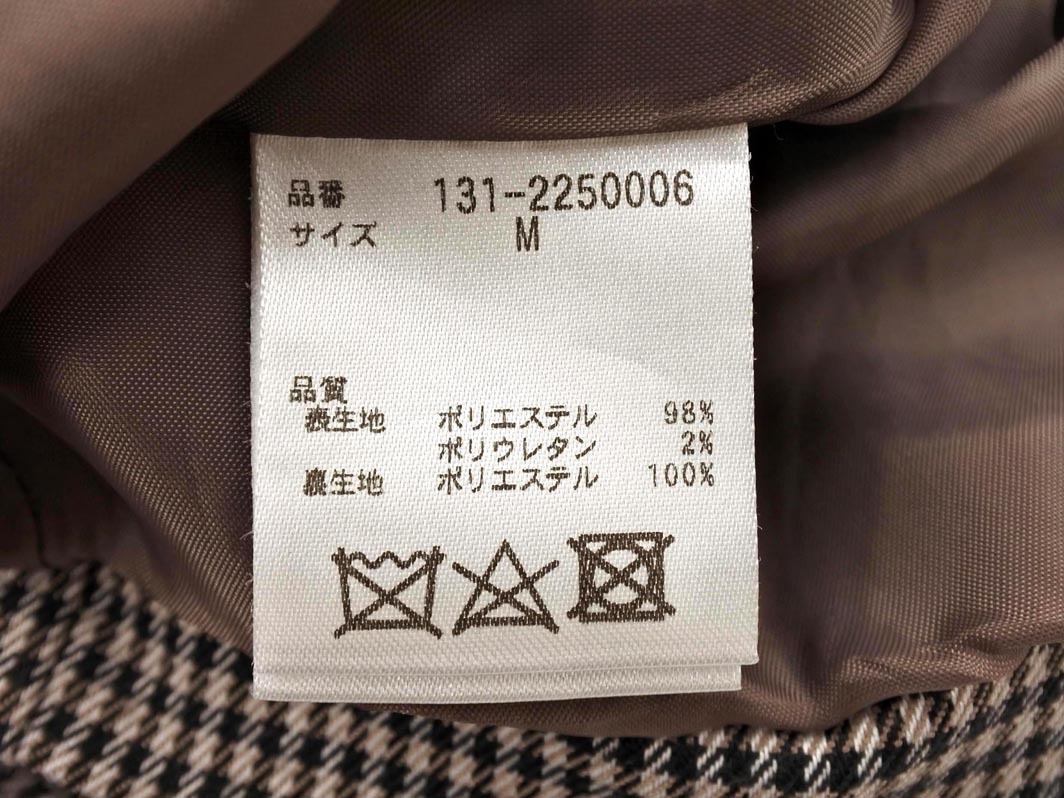 品番 131-2250006
サイズ M
品質
表生地 ポリエステル 98%
ポリウレタン 2%
裏生地 ポリエステル 100%